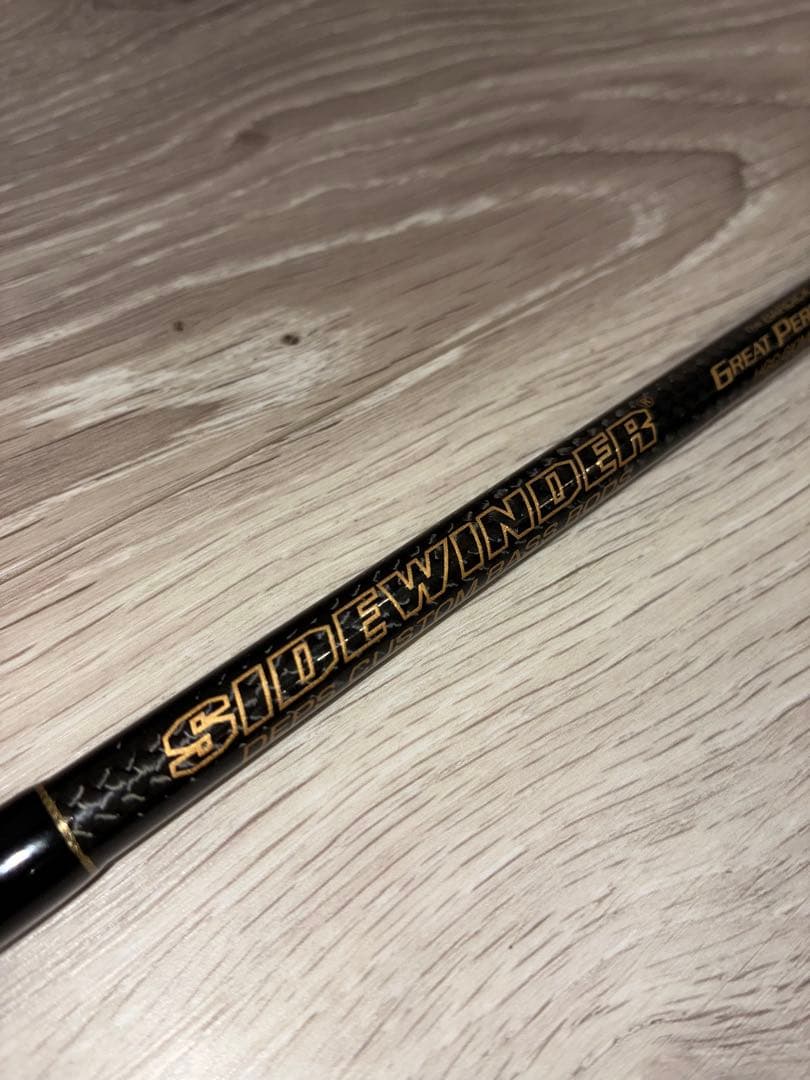 SIDEWINDER®
DEPS CUSTOM BASS RODS
GREAT PER